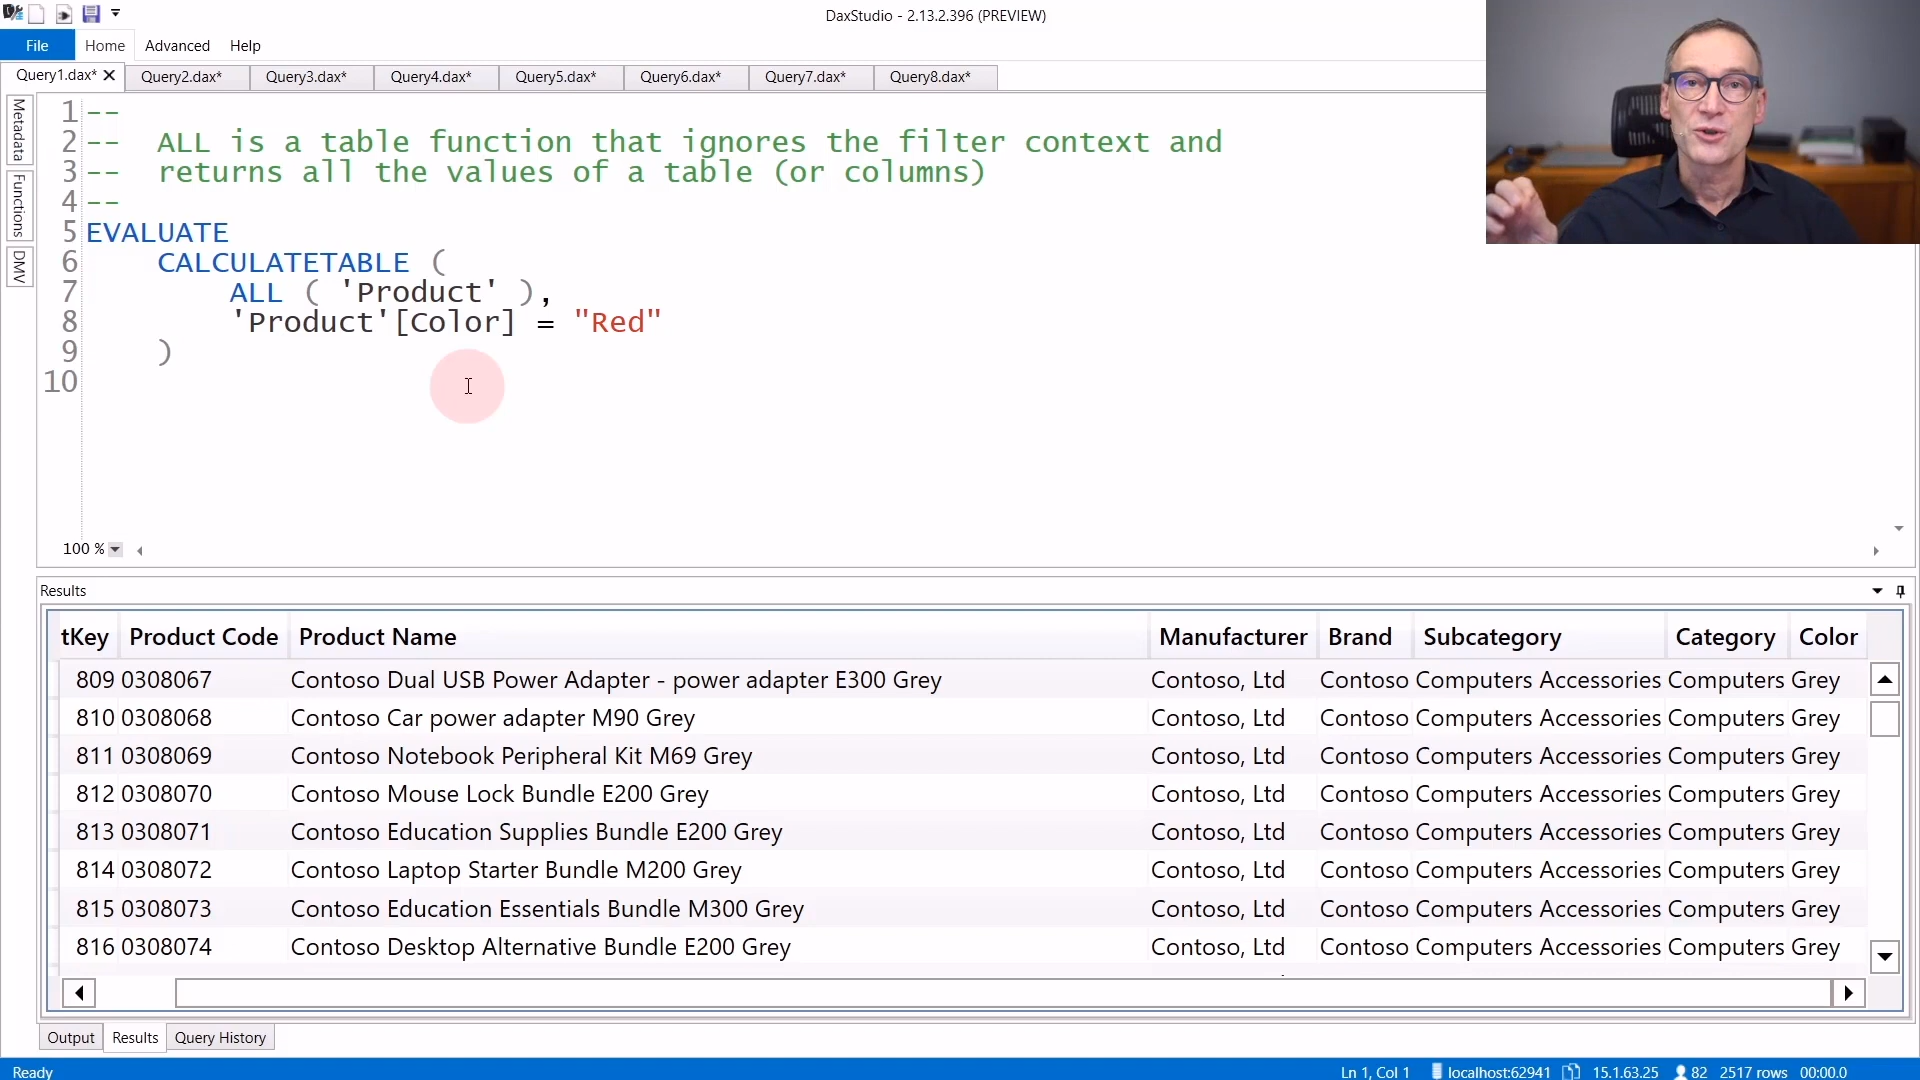 DaxStudio - 2.13.2.396 (PREVIEW)
File Home Advanced Help
Query1.dax* Query2.dax* Query3.dax* Query4.dax* Query5.dax* Query6.dax* Query7.dax* Query8.dax*
Metadata
Functions
DMV
1 --
2 -- ALL is a table function that ignores the filter context and
3 -- returns all the values of a table (or columns)
4 --
5 EVALUATE
6 CALCULATETABLE (
7 ALL ( 'Product' ),
8 'Product'[Color] = "Red"
9 )
10
100 %
Results
tKey Product Code Product Name Manufacturer Brand Subcategory Category Color
809 0308067 Contoso Dual USB Power Adapter - power adapter E300 Grey Contoso, Ltd Contoso Computers Accessories Computers Grey
810 0308068 Contoso Car power adapter M90 Grey Contoso, Ltd Contoso Computers Accessories Computers Grey
811 0308069 Contoso Notebook Peripheral Kit M69 Grey Contoso, Ltd Contoso Computers Accessories Computers Grey
812 0308070 Contoso Mouse Lock Bundle E200 Grey Contoso, Ltd Contoso Computers Accessories Computers Grey
813 0308071 Contoso Education Supplies Bundle E200 Grey Contoso, Ltd Contoso Computers Accessories Computers Grey
814 0308072 Contoso Laptop Starter Bundle M200 Grey Contoso, Ltd Contoso Computers Accessories Computers Grey
815 0308073 Contoso Education Essentials Bundle M300 Grey Contoso, Ltd Contoso Computers Accessories Computers Grey
816 0308074 Contoso Desktop Alternative Bundle E200 Grey Contoso, Ltd Contoso Computers Accessories Computers Grey
Output Results Query History
Ready Ln 1, Col 1 localhost:62941 15.1.63.25 82 2517 rows 00:00.0